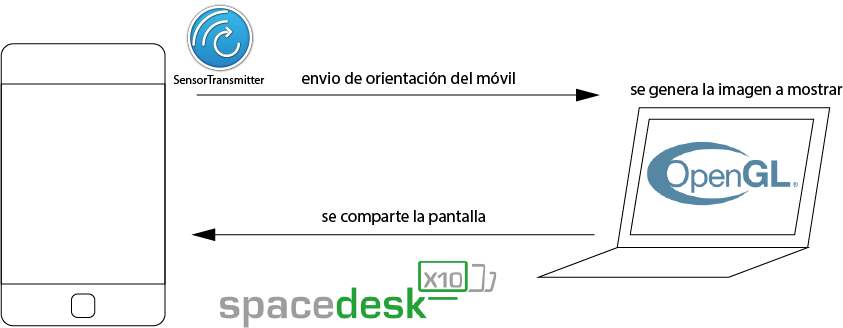 SensorTransmitter
envio de orientación del móvil
se genera la imagen a mostrar
OpenGL®
se comparte la pantalla
spacedesk X10